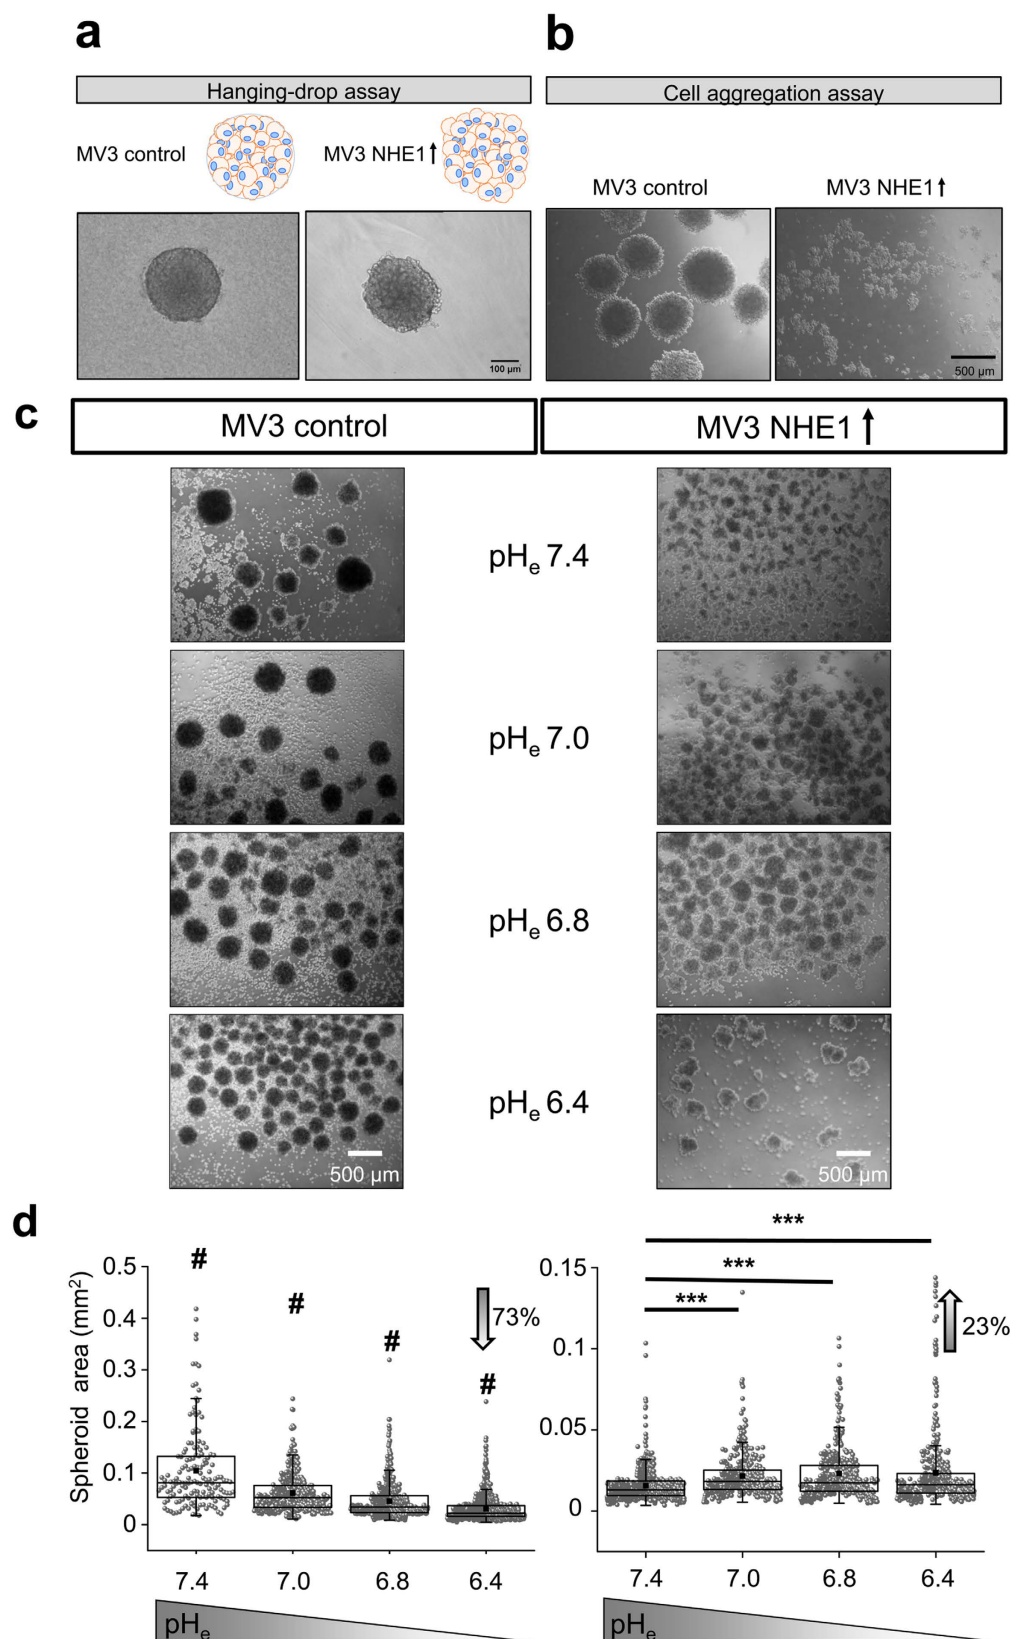 a
b
Hanging-drop assay
Cell aggregation assay
MV3 control
MV3 NHE1↑
MV3 control
MV3 NHE1↑
100 µm
500 µm
c
MV3 control
MV3 NHE1↑
pHe 7.4
pHe 7.0
pHe 6.8
pHe 6.4
500 µm
500 µm
d
Spheroid area (mm²)
0.5
0.4
0.3
0.2
0.1
0
#
#
#
#
73%
7.4 7.0 6.8 6.4
pHe
0.15
0.1
0.05
0
***
***
***
23%
7.4 7.0 6.8 6.4
pHe